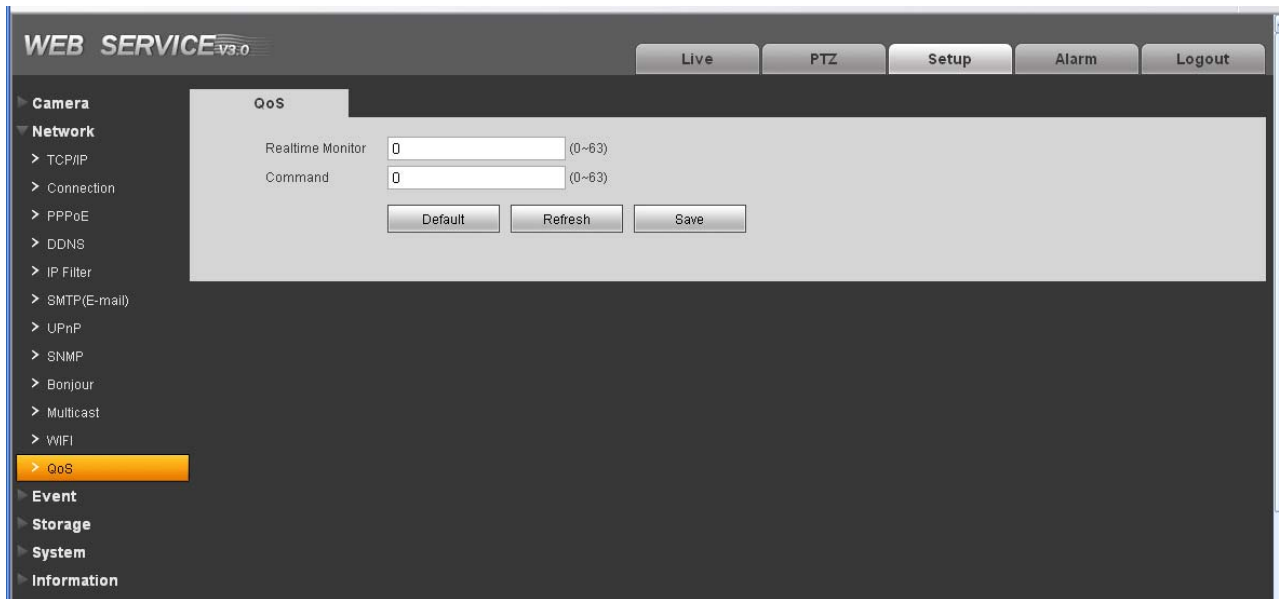 WEB SERVICE V3.0
Live PTZ Setup Alarm Logout
Camera
Network
> TCP/IP
> Connection
> PPPoE
> DDNS
> IP Filter
> SMTP(E-mail)
> UPnP
> SNMP
> Bonjour
> Multicast
> WIFI
> QoS
Event
Storage
System
Information
QoS
Realtime Monitor 0 (0~63)
Command 0 (0~63)
Default Refresh Save